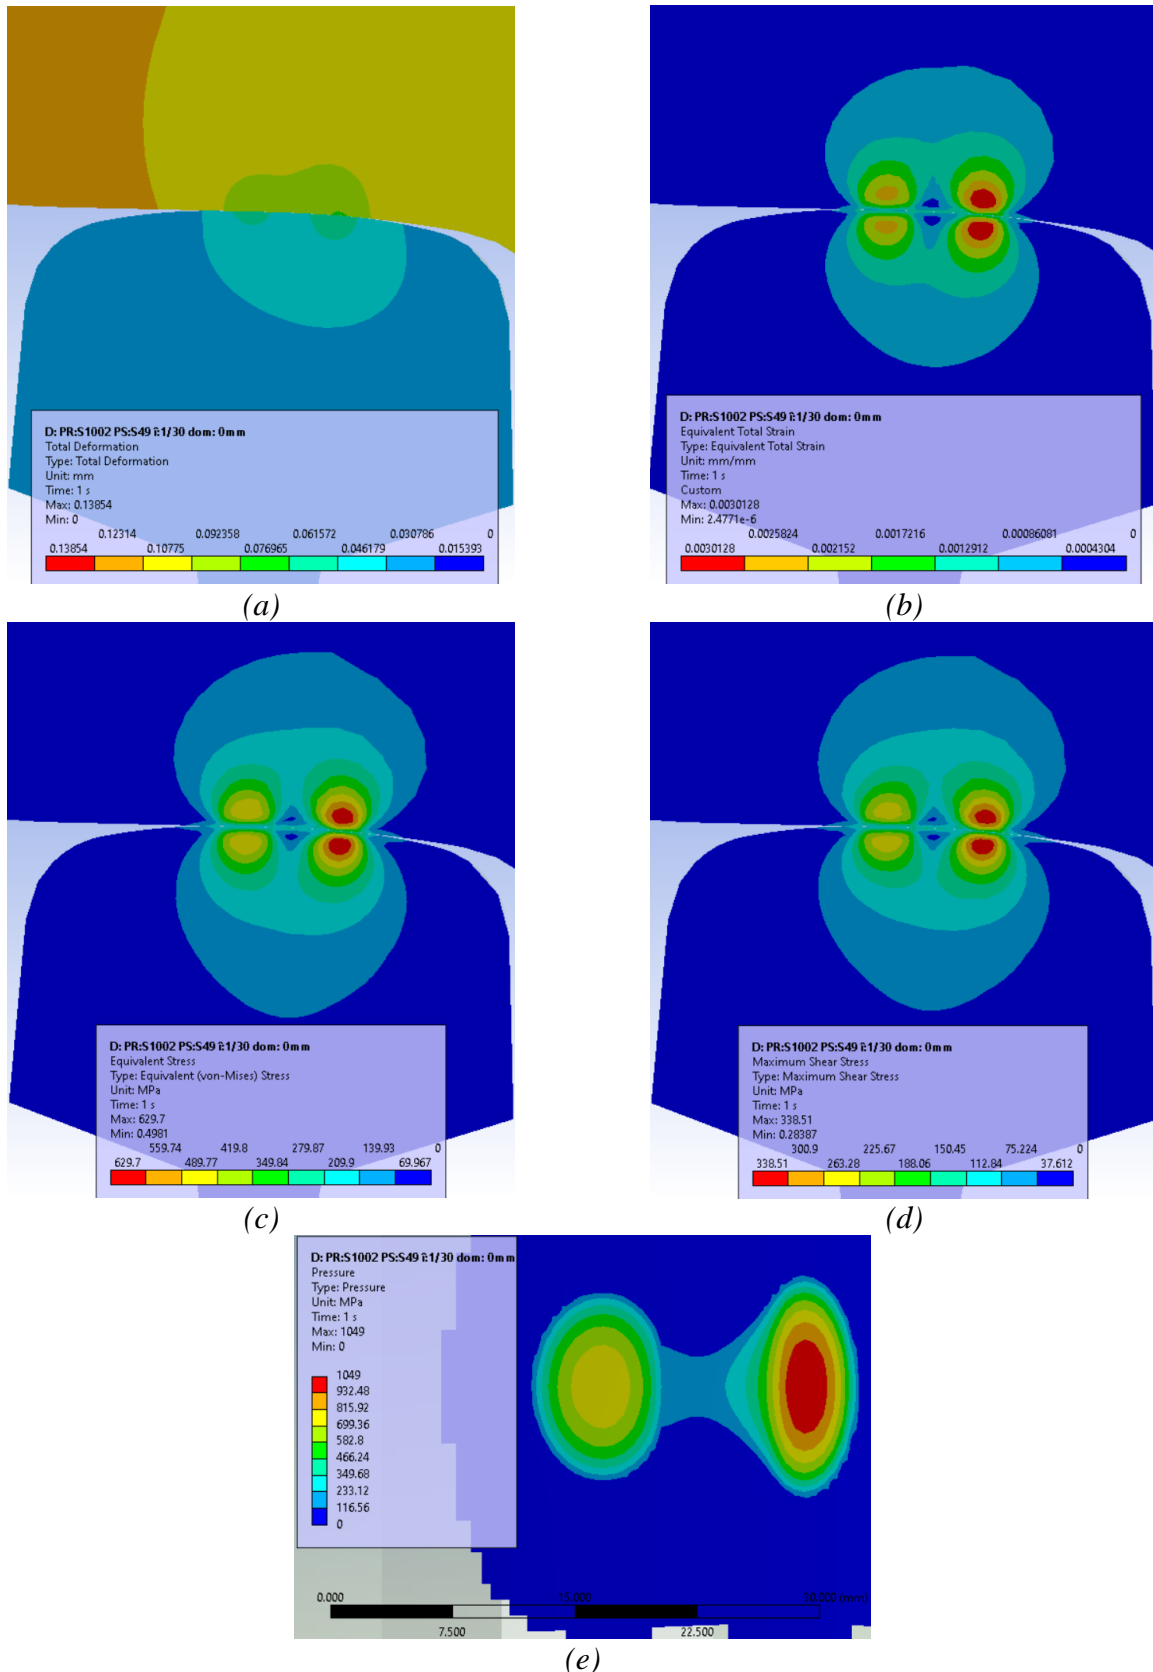 D: PR:S1002 PS:S49 î:1/30 dom: 0mm
Total Deformation
Type: Total Deformation
Unit: mm
Time: 1 s
Max: 0.13854
Min: 0
0.12314 0.092358 0.061572 0.030786 0
0.13854 0.10775 0.076965 0.046179 0.015393
(a)
D: PR:S1002 PS:S49 î:1/30 dom: 0mm
Equivalent Total Strain
Type: Equivalent Total Strain
Unit: mm/mm
Time: 1 s
Custom
Max: 0.0030128
Min: 2.4771e-6
0.0025824 0.0017216 0.00086081 0
0.0030128 0.002152 0.0012912 0.0004304
(b)
D: PR:S1002 PS:S49 î:1/30 dom: 0mm
Equivalent Stress
Type: Equivalent (von-Mises) Stress
Unit: MPa
Time: 1 s
Max: 629.7
Min: 0.4981
559.74 419.8 279.87 139.93 0
629.7 489.77 349.84 209.9 69.967
(c)
D: PR:S1002 PS:S49 î:1/30 dom: 0mm
Maximum Shear Stress
Type: Maximum Shear Stress
Unit: MPa
Time: 1 s
Max: 338.51
Min: 0.28387
300.9 225.67 150.45 75.224 0
338.51 263.28 188.06 112.84 37.612
(d)
D: PR:S1002 PS:S49 î:1/30 dom: 0mm
Pressure
Type: Pressure
Unit: MPa
Time: 1 s
Max: 1049
Min: 0
1049
932.48
815.92
699.36
582.8
466.24
349.68
233.12
116.56
0
0.000 15.000 30.000 (mm)
7.500 22.500
(e)